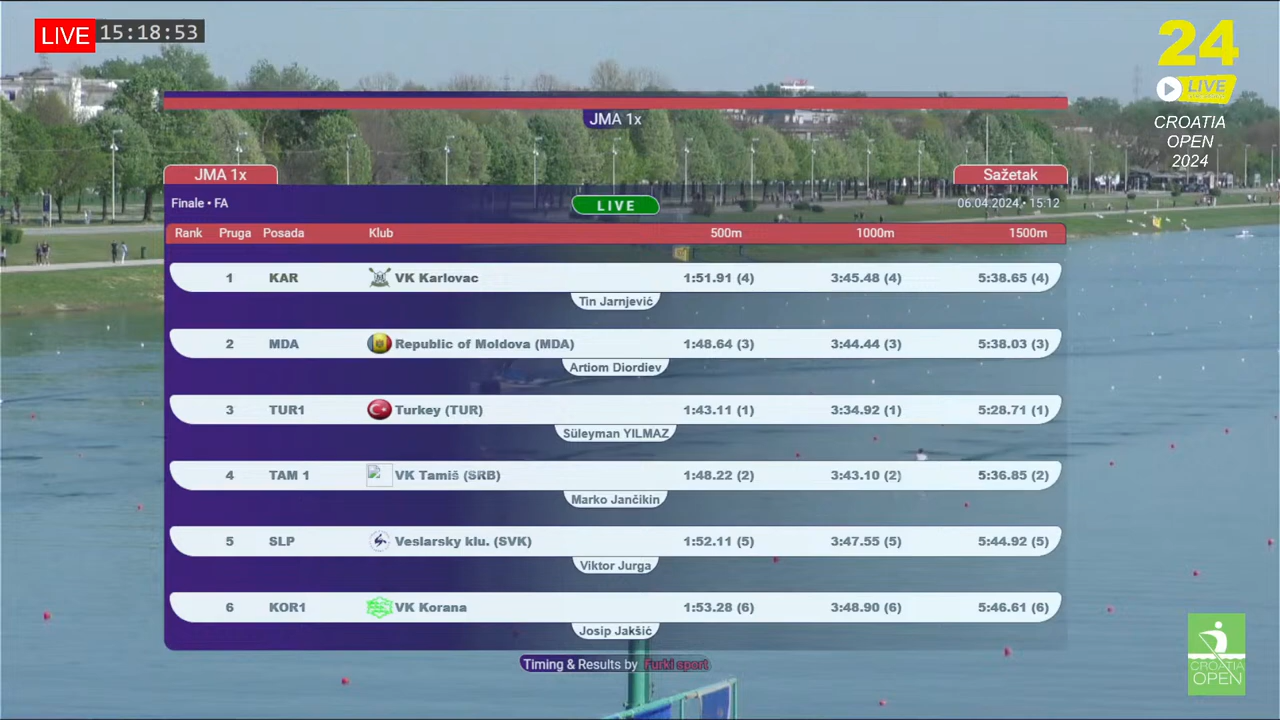 LIVE 15:18:53
24
LIVE
CROATIA
OPEN
2024
JMA 1x
JMA 1x
Sažetak
Finale • FA
LIVE
06.04.2024 • 15:12
Rank Pruga Posada Klub 500m 1000m 1500m
1 KAR VK Karlovac 1:51.91 (4) 3:45.48 (4) 5:38.65 (4)
Tin Jarnjević
2 MDA Republic of Moldova (MDA) 1:48.64 (3) 3:44.44 (3) 5:38.03 (3)
Artiom Diordiev
3 TUR1 Turkey (TUR) 1:43.11 (1) 3:34.92 (1) 5:28.71 (1)
Süleyman YILMAZ
4 TAM 1 VK Tamiš (SRB) 1:48.22 (2) 3:43.10 (2) 5:36.85 (2)
Marko Jančikin
5 SLP Veslarsky klu. (SVK) 1:52.11 (5) 3:47.55 (5) 5:44.92 (5)
Viktor Jurga
6 KOR1 VK Korana 1:53.28 (6) 3:48.90 (6) 5:46.61 (6)
Josip Jakšić
Timing & Results by Furki sport
CROATIA
OPEN